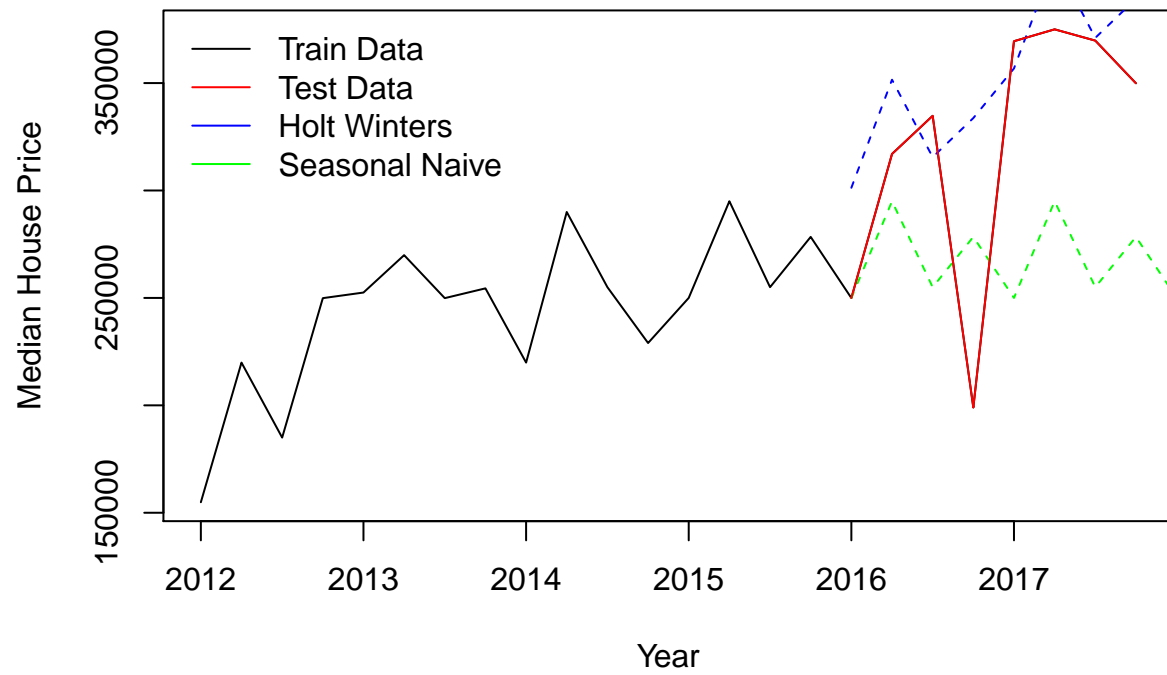 Train Data
Test Data
Holt Winters
Seasonal Naive
Median House Price
350000
250000
150000
2012 2013 2014 2015 2016 2017
Year